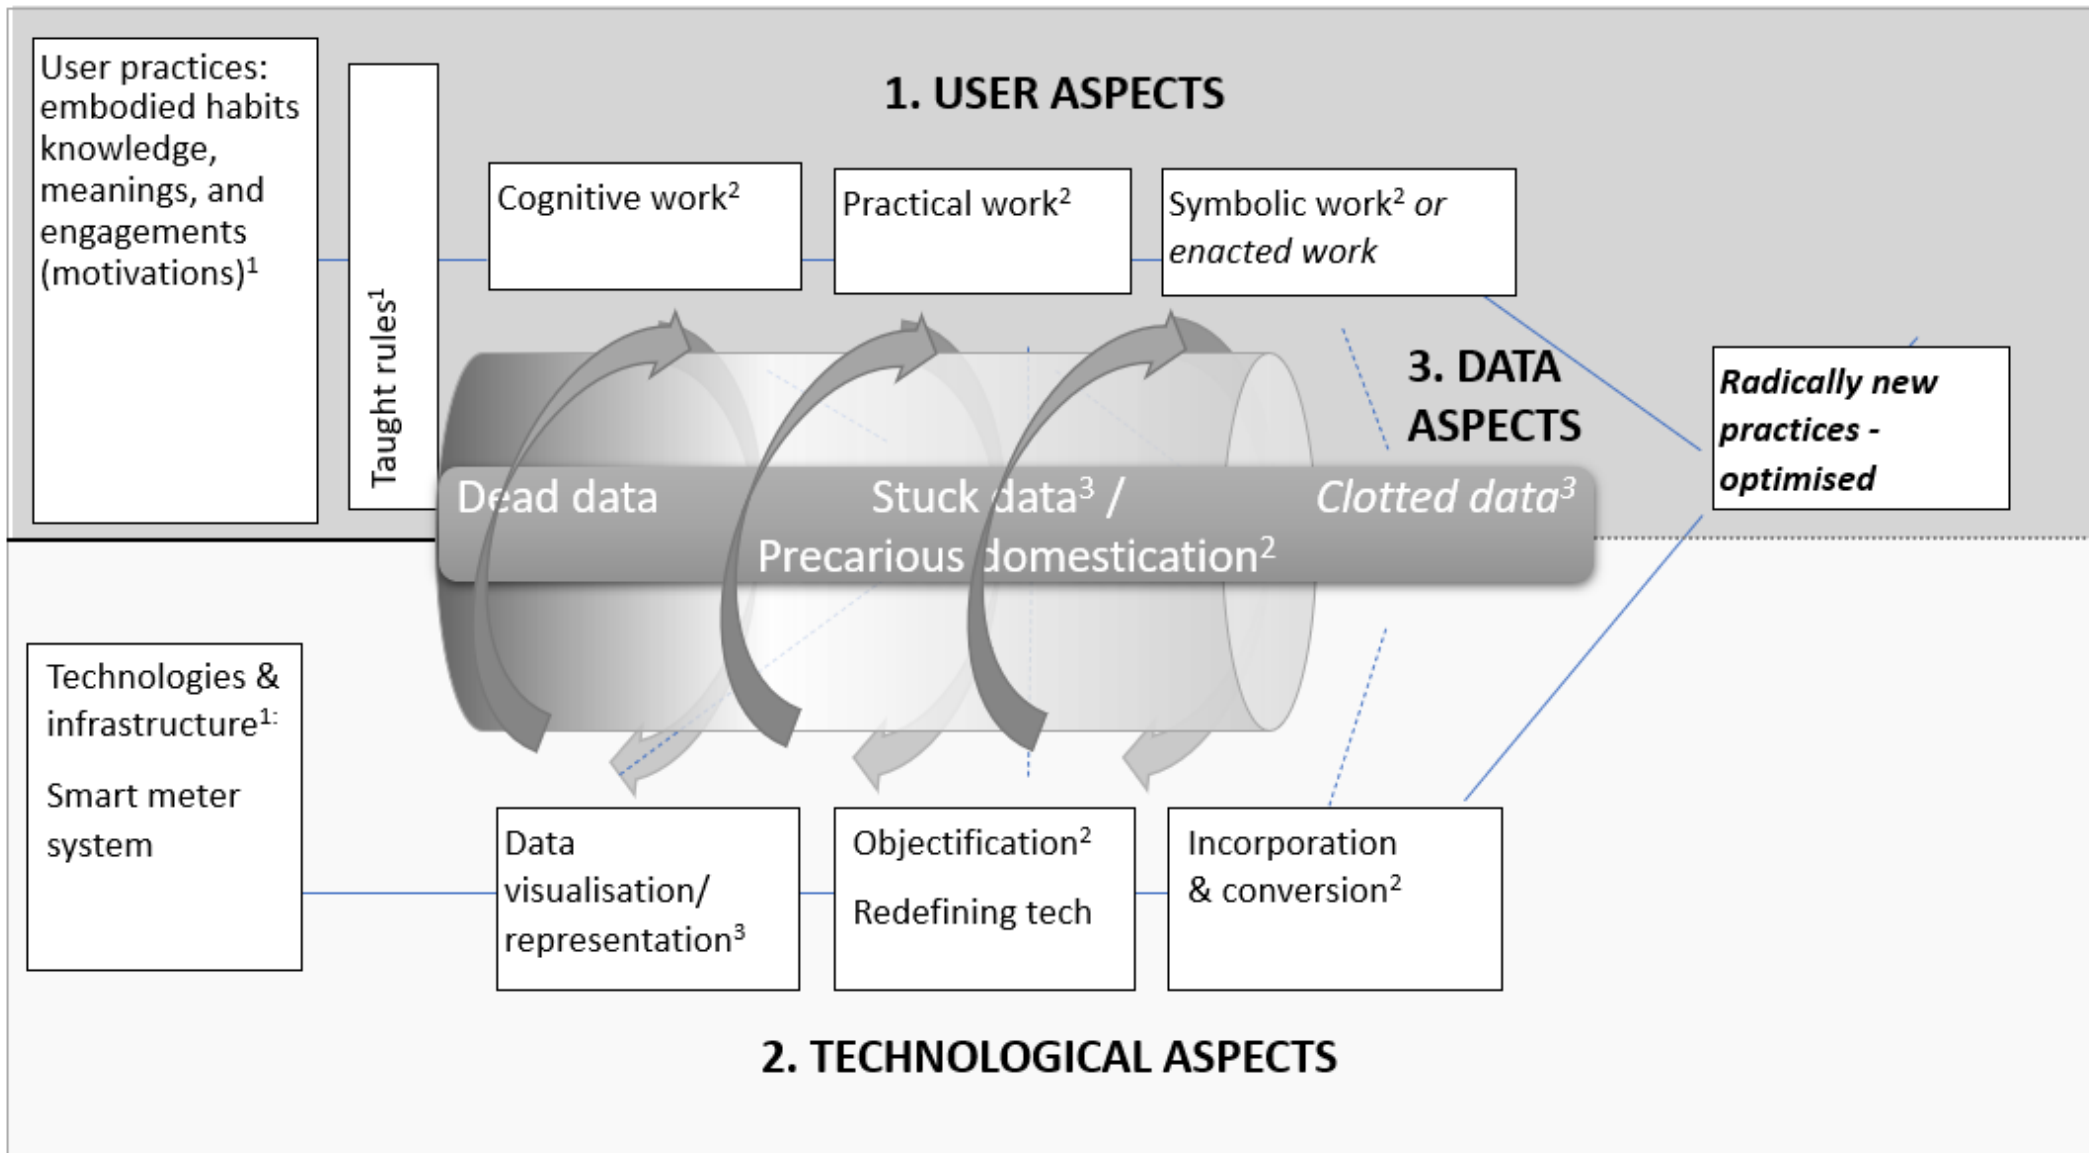 User practices:
embodied habits
knowledge,
meanings, and
engagements
(motivations)¹
Taught rules¹
1. USER ASPECTS
Cognitive work²
Practical work²
Symbolic work² or
enacted work
3. DATA
ASPECTS
Radically new
practices -
optimised
Dead data
Stuck data³ /
Precarious domestication²
Clotted data³
Technologies &
infrastructure¹:
Smart meter
system
Data
visualisation/
representation³
Objectification²
Redefining tech
Incorporation
& conversion²
2. TECHNOLOGICAL ASPECTS